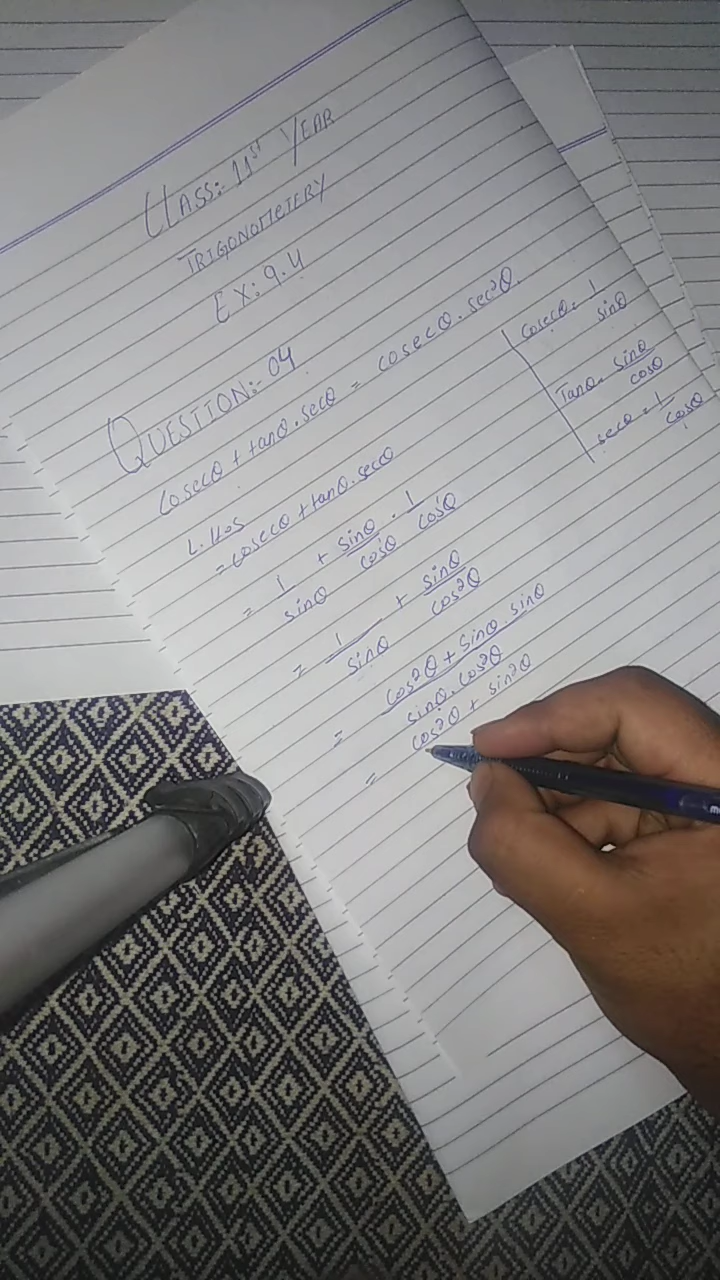 CLASS: 11st YEAR
TRIGONOMETERY
EX: 9.4
QUESTION:- 04
cosecθ + tanθ . secθ = cosecθ . sec²θ
cosecθ = 1/sinθ
Tanθ = sinθ/cosθ
secθ = 1/cosθ
L.H.S
= cosecθ + tanθ . secθ
= 1/sinθ + sinθ/cosθ . 1/cosθ
= 1/sinθ + sinθ/cos²θ
= cos²θ + sinθ . sinθ / sinθ . cos²θ
= cos²θ + sin²θ